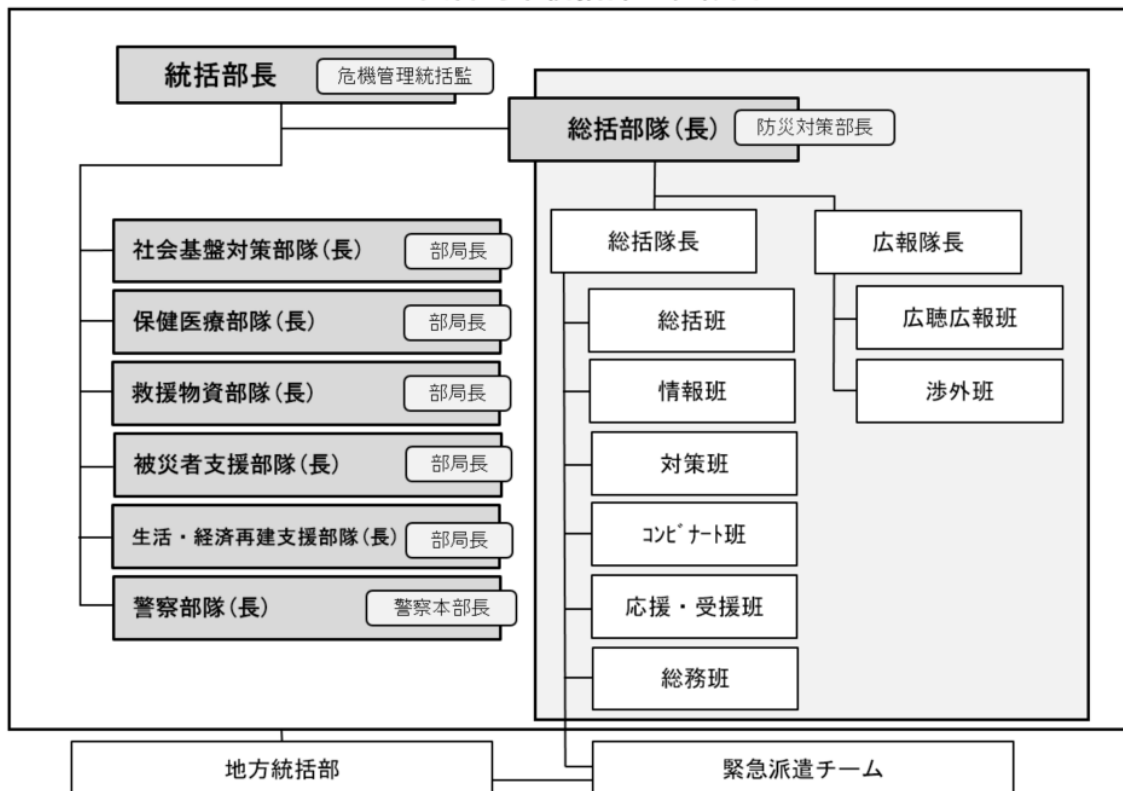 統括部長
危機管理統括監
総括部隊(長)
防災対策部長
社会基盤対策部隊(長)
部局長
保健医療部隊(長)
部局長
救援物資部隊(長)
部局長
被災者支援部隊(長)
部局長
生活・経済再建支援部隊(長)
部局長
警察部隊(長)
警察本部長
総括隊長
総括班
情報班
対策班
コンビナート班
応援・受援班
総務班
広報隊長
広聴広報班
渉外班
地方統括部
緊急派遣チーム